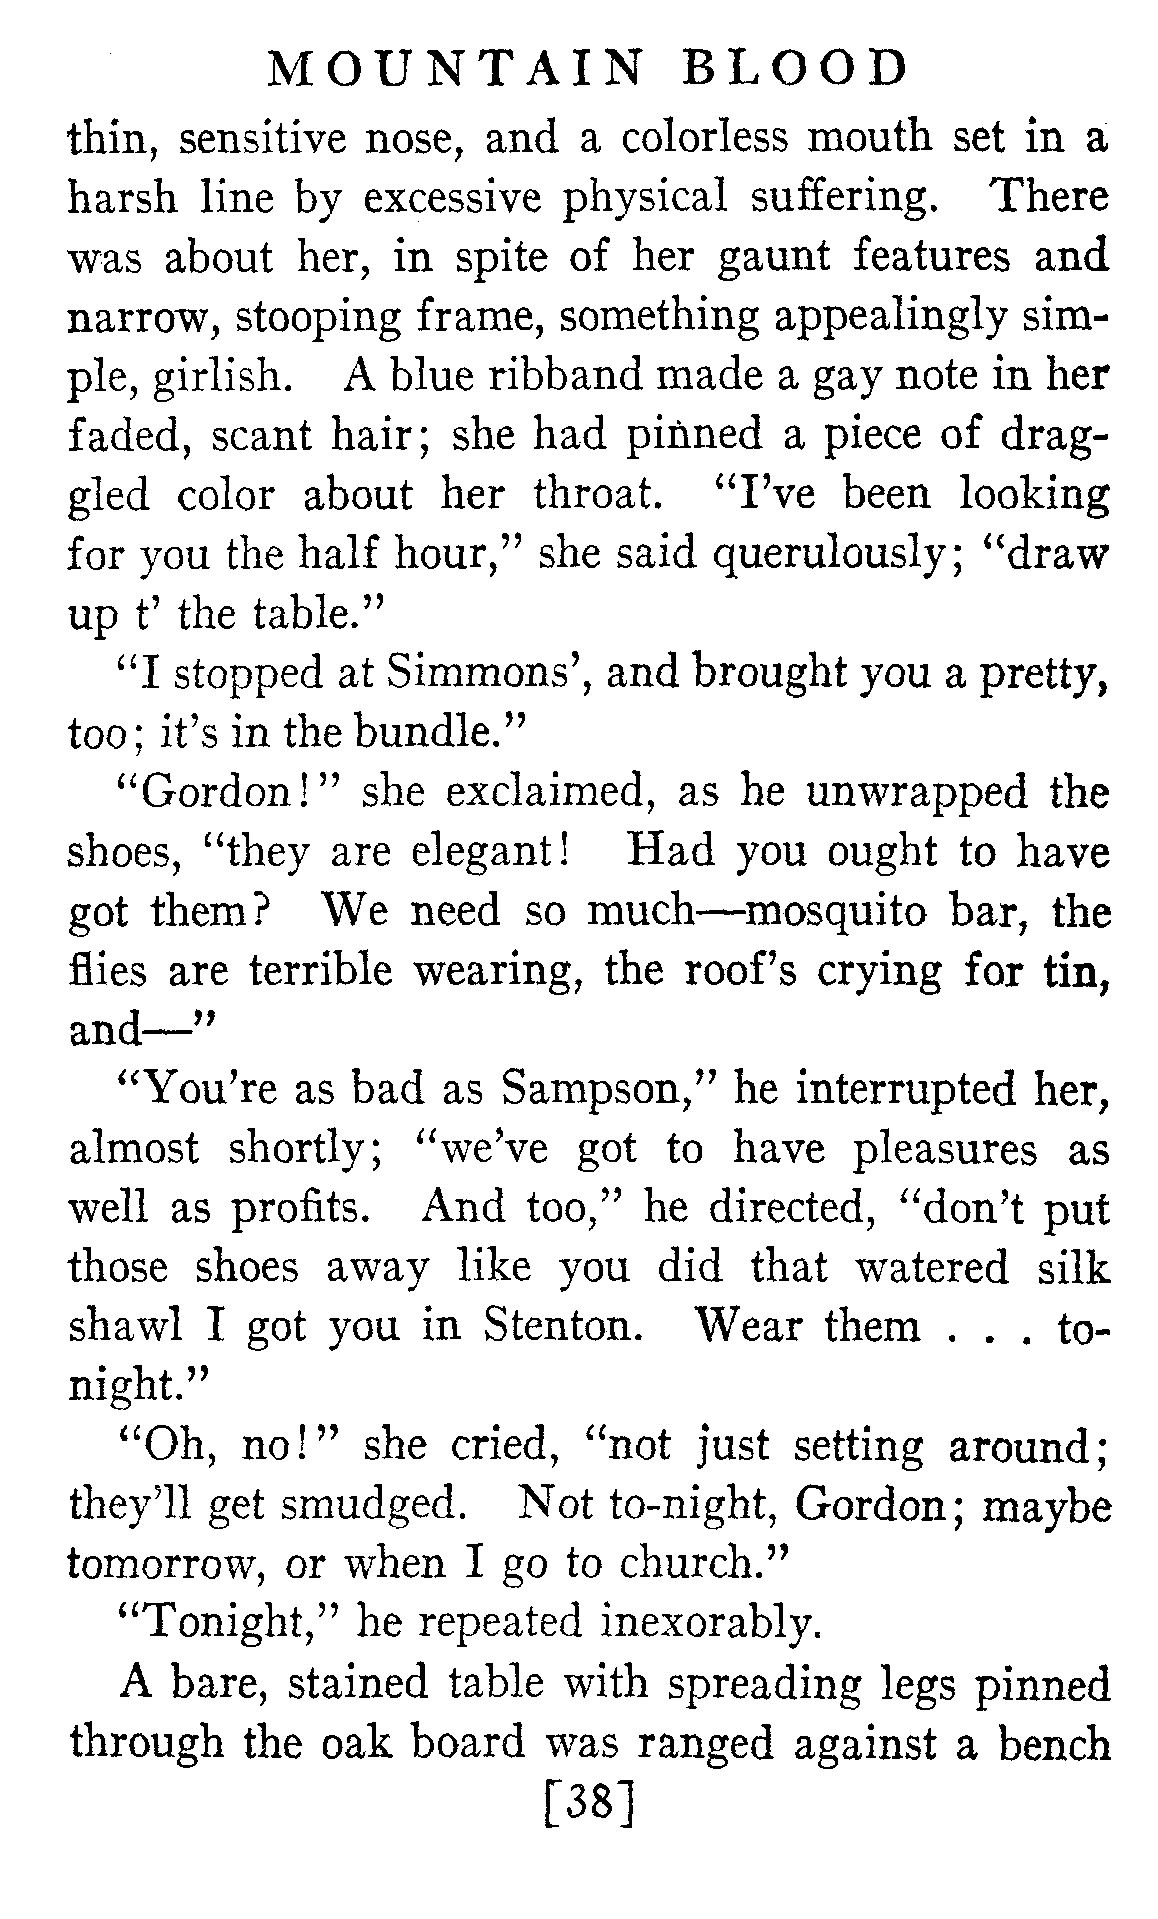 MOUNTAIN BLOOD
thin, sensitive nose, and a colorless mouth set in a
harsh line by excessive physical suffering. There
was about her, in spite of her gaunt features and
narrow, stooping frame, something appealingly sim-
ple, girlish. A blue ribband made a gay note in her
faded, scant hair; she had pinned a piece of drag-
gled color about her throat. “I’ve been looking
for you the half hour,” she said querulously; “draw
up t’ the table.”
“I stopped at Simmons’, and brought you a pretty,
too; it’s in the bundle.”
“Gordon!” she exclaimed, as he unwrapped the
shoes, “they are elegant! Had you ought to have
got them? We need so much—mosquito bar, the
flies are terrible wearing, the roof’s crying for tin,
and—”
“You’re as bad as Sampson,” he interrupted her,
almost shortly; “we’ve got to have pleasures as
well as profits. And too,” he directed, “don’t put
those shoes away like you did that watered silk
shawl I got you in Stenton. Wear them . . . to-
night.”
“Oh, no!” she cried, “not just setting around;
they’ll get smudged. Not to-night, Gordon; maybe
tomorrow, or when I go to church.”
“Tonight,” he repeated inexorably.
A bare, stained table with spreading legs pinned
through the oak board was ranged against a bench
[38]